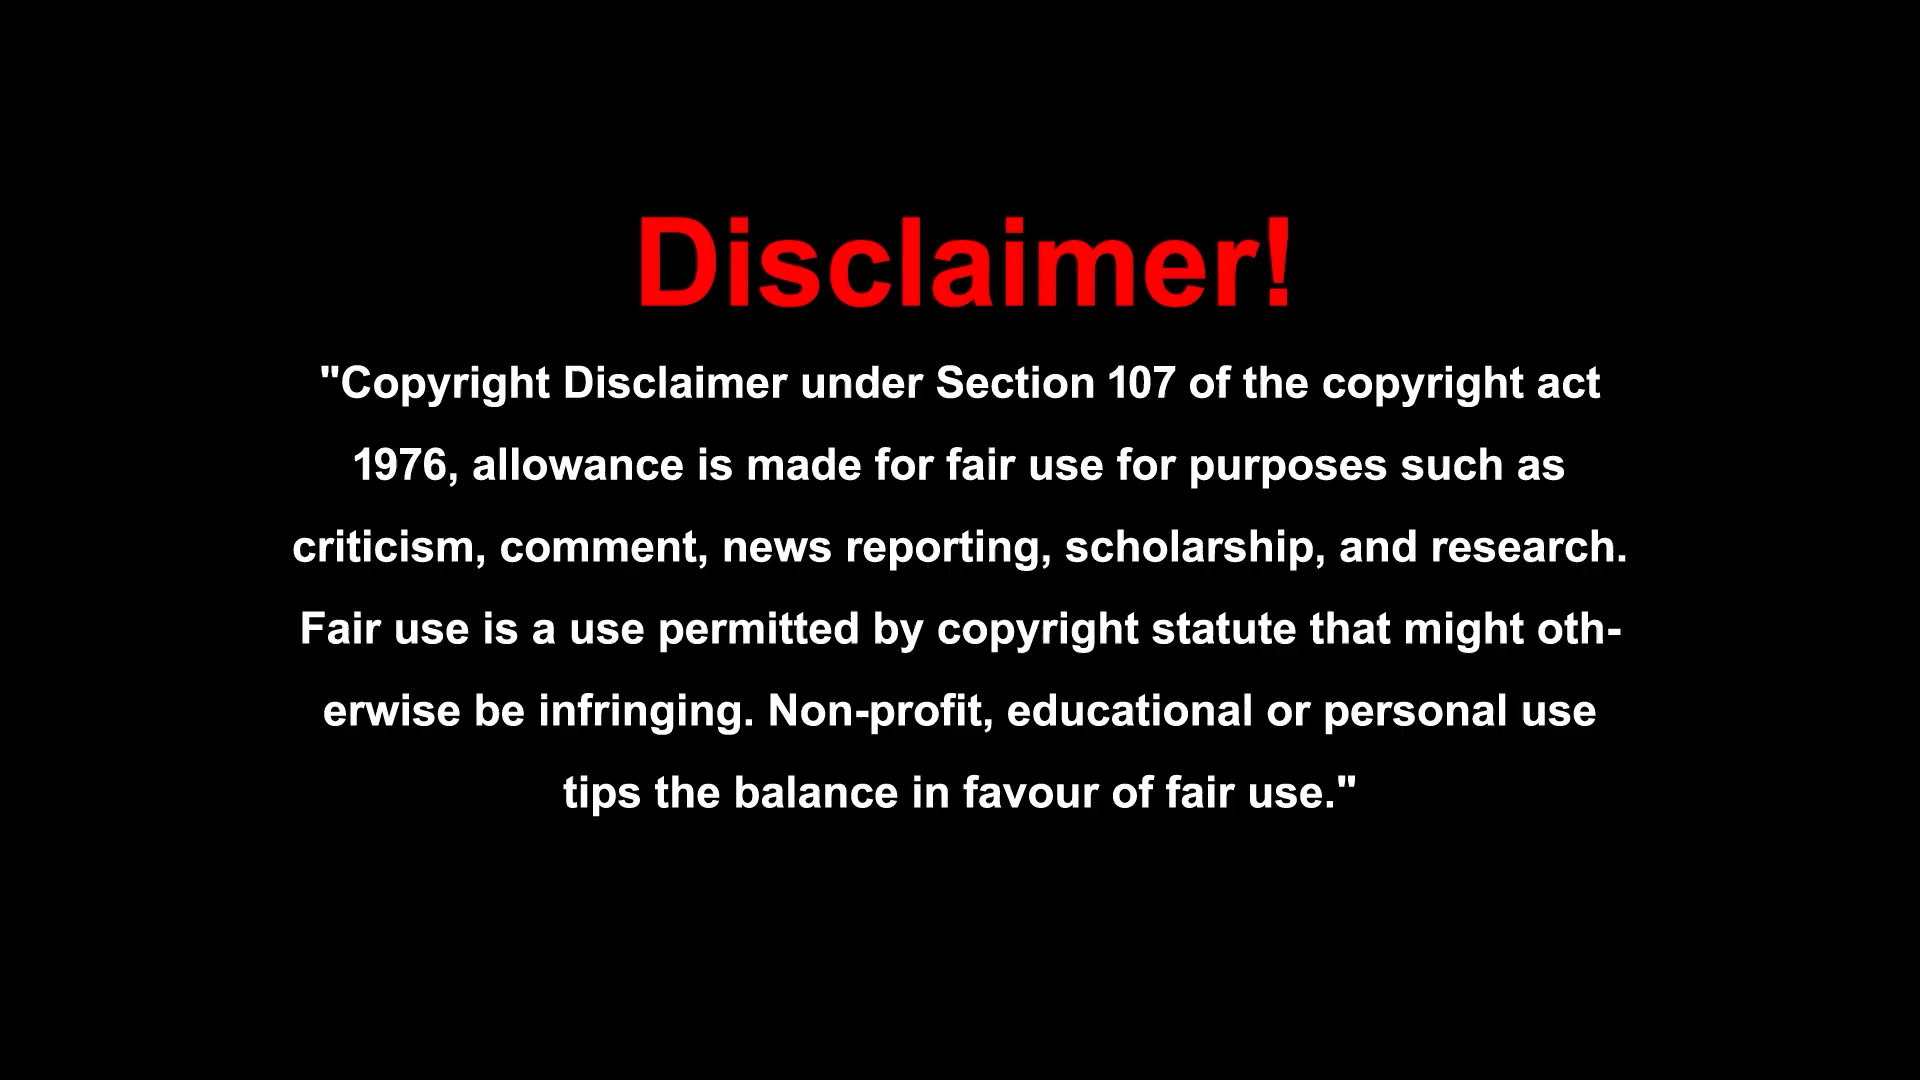 Disclaimer!
"Copyright Disclaimer under Section 107 of the copyright act
1976, allowance is made for fair use for purposes such as
criticism, comment, news reporting, scholarship, and research.
Fair use is a use permitted by copyright statute that might oth-
erwise be infringing. Non-profit, educational or personal use
tips the balance in favour of fair use."